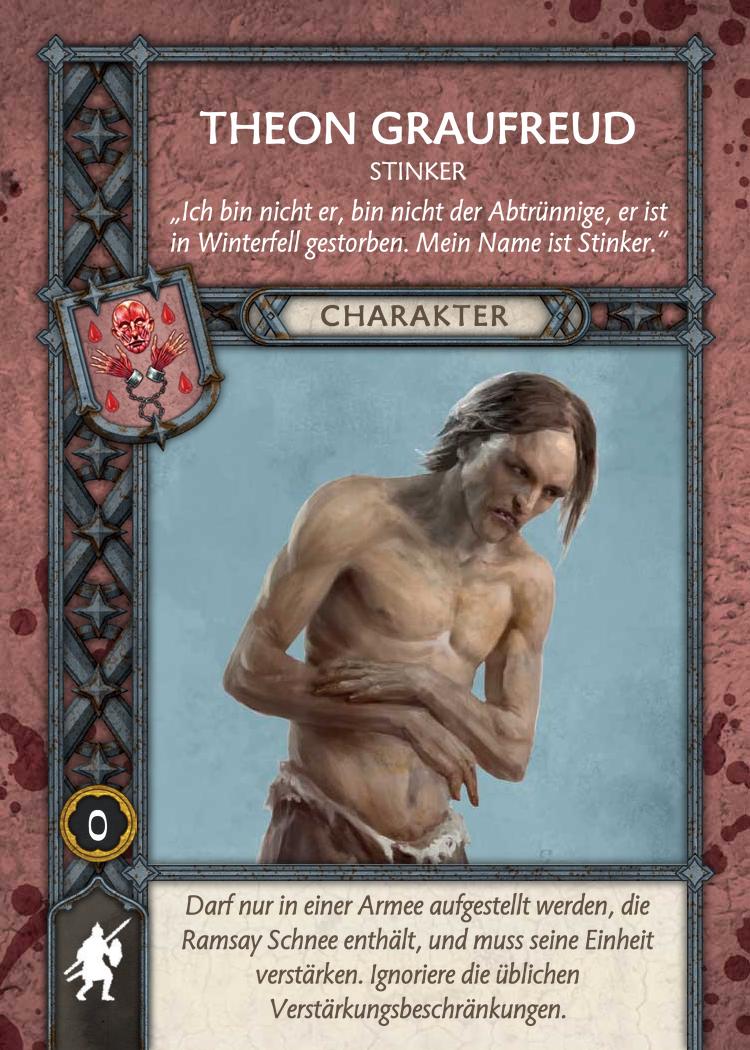 THEON GRAUFREUD
STINKER
„Ich bin nicht er, bin nicht der Abtrünnige, er ist
in Winterfell gestorben. Mein Name ist Stinker.“
CHARAKTER
0
Darf nur in einer Armee aufgestellt werden, die
Ramsay Schnee enthält, und muss seine Einheit
verstärken. Ignoriere die üblichen
Verstärkungsbeschränkungen.